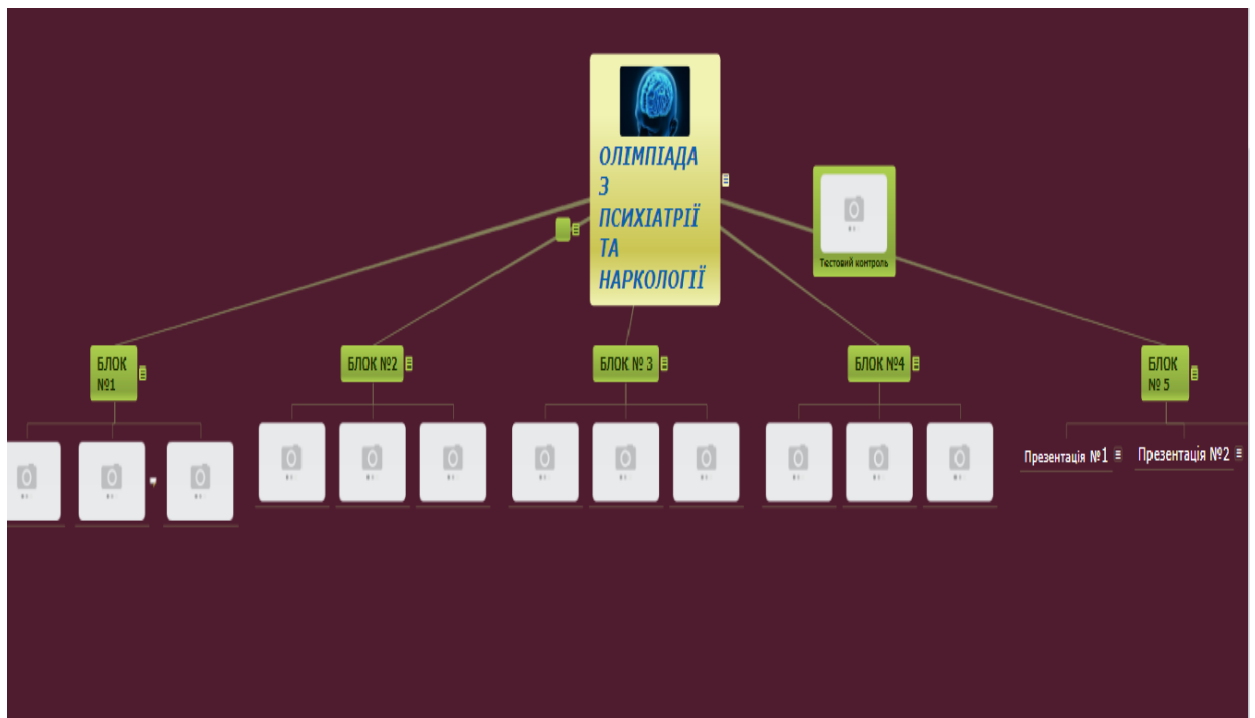 ОЛІМПІАДА
З
ПСИХІАТРІЇ
ТА
НАРКОЛОГІЇ
Тестовий контроль
БЛОК
№1
БЛОК №2
БЛОК № 3
БЛОК №4
БЛОК
№ 5
Презентація №1
Презентація №2